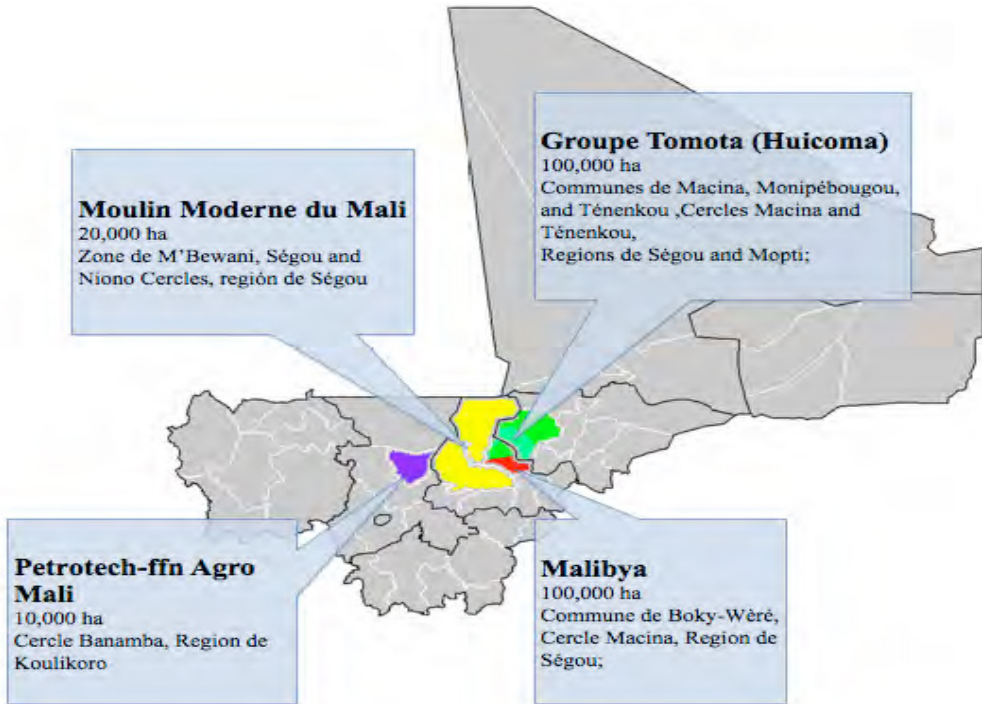 Groupe Tomota (Huicoma)
100,000 ha
Communes de Macina, Monipébougou,
and Ténenkou ,Cercles Macina and
Ténenkou,
Regions de Ségou and Mopti;
Moulin Moderne du Mali
20,000 ha
Zone de M'Bewani, Ségou and
Niono Cercles, región de Ségou
Petrotech-ffn Agro
Mali
10,000 ha
Cercle Banamba, Region de
Koulikoro
Malibya
100,000 ha
Commune de Boky-Wèré,
Cercle Macina, Region de
Ségou;